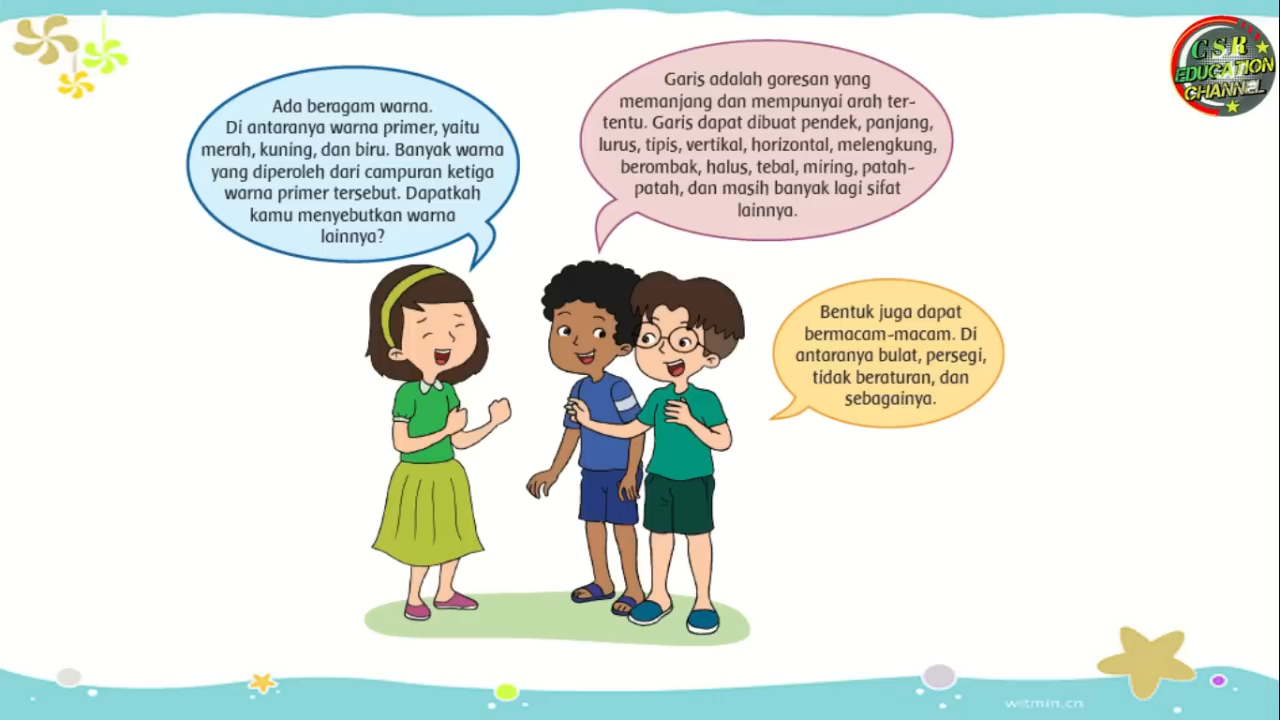 Ada beragam warna.
Di antaranya warna primer, yaitu
merah, kuning, dan biru. Banyak warna
yang diperoleh dari campuran ketiga
warna primer tersebut. Dapatkah
kamu menyebutkan warna
lainnya?
Garis adalah goresan yang
memanjang dan mempunyai arah ter-
tentu. Garis dapat dibuat pendek, panjang,
lurus, tipis, vertikal, horizontal, melengkung,
berombak, halus, tebal, miring, patah-
patah, dan masih banyak lagi sifat
lainnya.
Bentuk juga dapat
bermacam-macam. Di
antaranya bulat, persegi,
tidak beraturan, dan
sebagainya.
CSR
EDUCATION
CHANNEL
witmin.cn